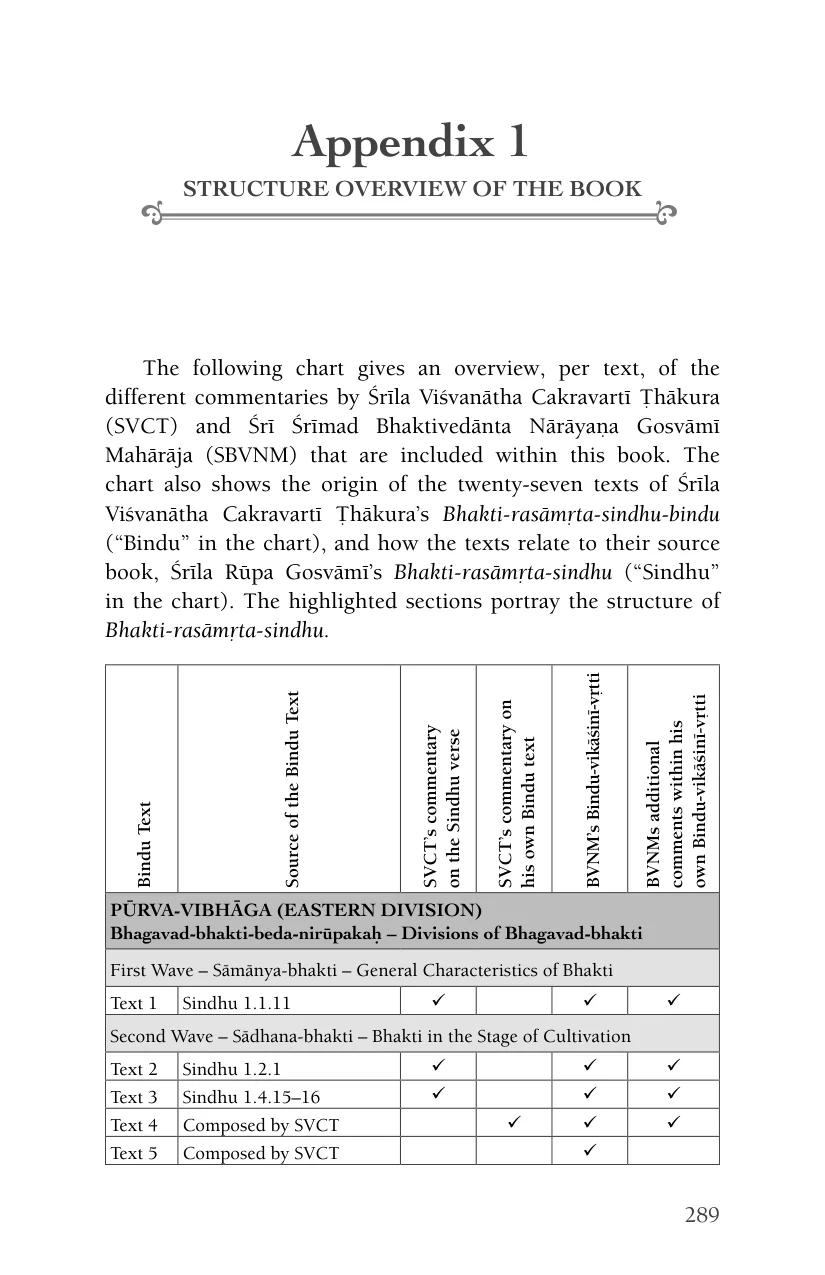 Appendix 1
STRUCTURE OVERVIEW OF THE BOOK
The following chart gives an overview, per text, of the
different commentaries by Śrīla Viśvanātha Cakravartī Ṭhākura
(SVCT) and Śrī Śrīmad Bhaktivedānta Nārāyaṇa Gosvāmī
Mahārāja (SBVNM) that are included within this book. The
chart also shows the origin of the twenty-seven texts of Śrīla
Viśvanātha Cakravartī Ṭhākura’s Bhakti-rasāmṛta-sindhu-bindu
(“Bindu” in the chart), and how the texts relate to their source
book, Śrīla Rūpa Gosvāmī’s Bhakti-rasāmṛta-sindhu (“Sindhu”
in the chart). The highlighted sections portray the structure of
Bhakti-rasāmṛta-sindhu.
Bindu Text
Source of the Bindu Text
SVCT’s commentary
on the Sindhu verse
SVCT’s commentary on
his own Bindu text
BVNM’s Bindu-vikāśinī-vṛtti
BVNMs additional
comments within his
own Bindu-vikāśinī-vṛtti
PŪRVA-VIBHĀGA (EASTERN DIVISION)
Bhagavad-bhakti-beda-nirūpakaḥ – Divisions of Bhagavad-bhakti
First Wave – Sāmānya-bhakti – General Characteristics of Bhakti
Text 1 Sindhu 1.1.11 ✓ ✓ ✓
Second Wave – Sādhana-bhakti – Bhakti in the Stage of Cultivation
Text 2 Sindhu 1.2.1 ✓ ✓ ✓
Text 3 Sindhu 1.4.15–16 ✓ ✓ ✓
Text 4 Composed by SVCT ✓ ✓ ✓
Text 5 Composed by SVCT ✓
289